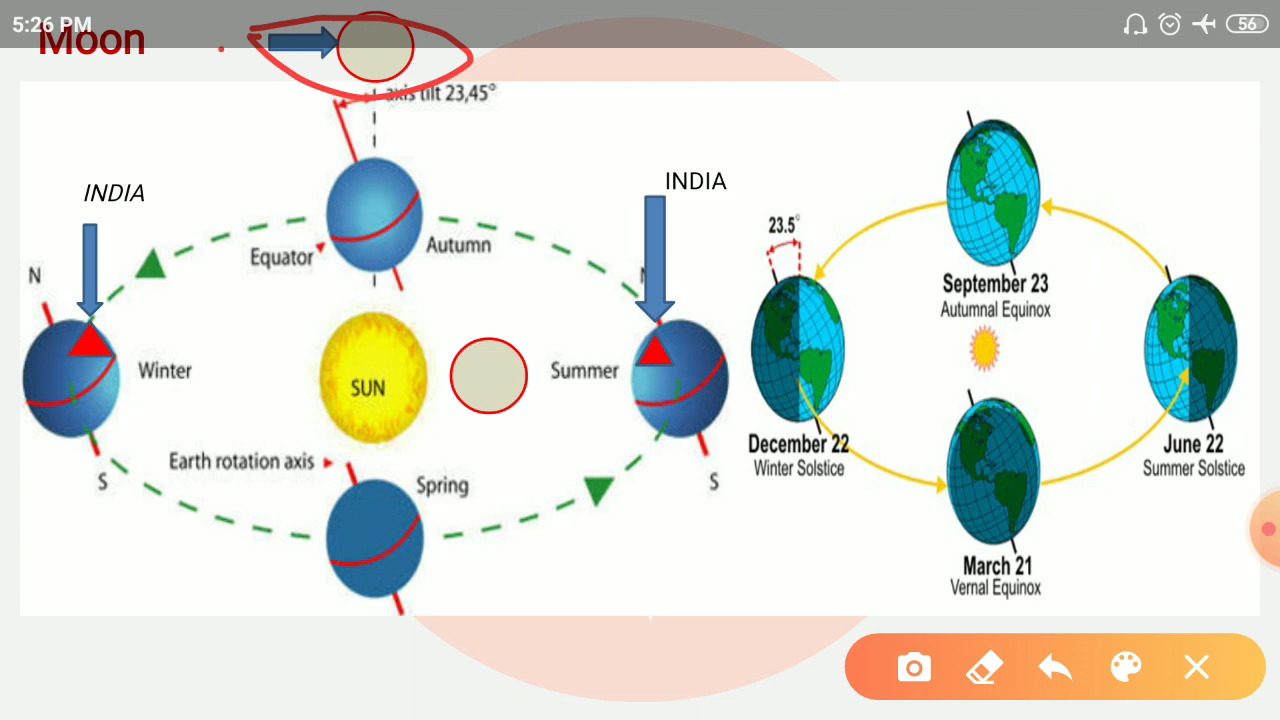 5:26 PM
56
Moon
axis tilt 23,45°
INDIA
INDIA
N
Equator
Autumn
Winter
SUN
Summer
Earth rotation axis
S
Spring
S
23.5°
September 23
Autumnal Equinox
December 22
Winter Solstice
June 22
Summer Solstice
March 21
Vernal Equinox